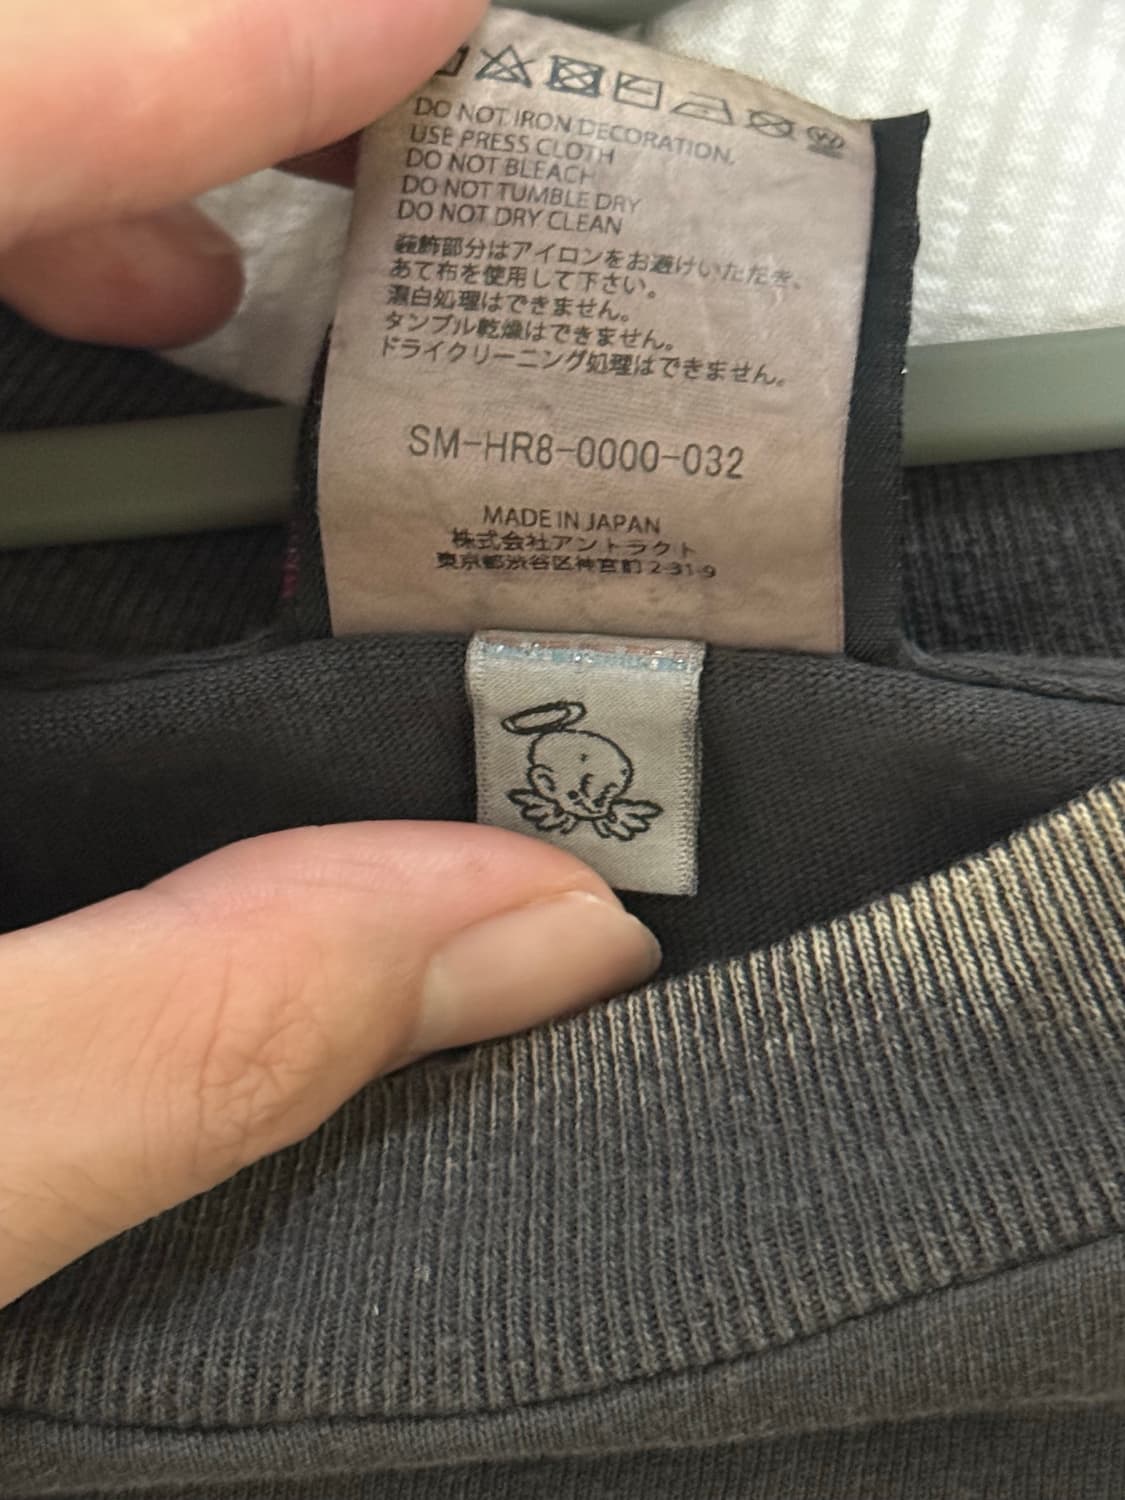 DO NOT IRON DECORATION.
USE PRESS CLOTH
DO NOT BLEACH
DO NOT TUMBLE DRY
DO NOT DRY CLEAN
装飾部分はアイロンをお避けいただき、
あて布を使用して下さい。
漂白処理はできません。
タンブル乾燥はできません。
ドライクリーニング処理はできません。
SM-HR8-0000-032
MADE IN JAPAN
株式会社アントラクト
東京都渋谷区神宮前 2-31-9